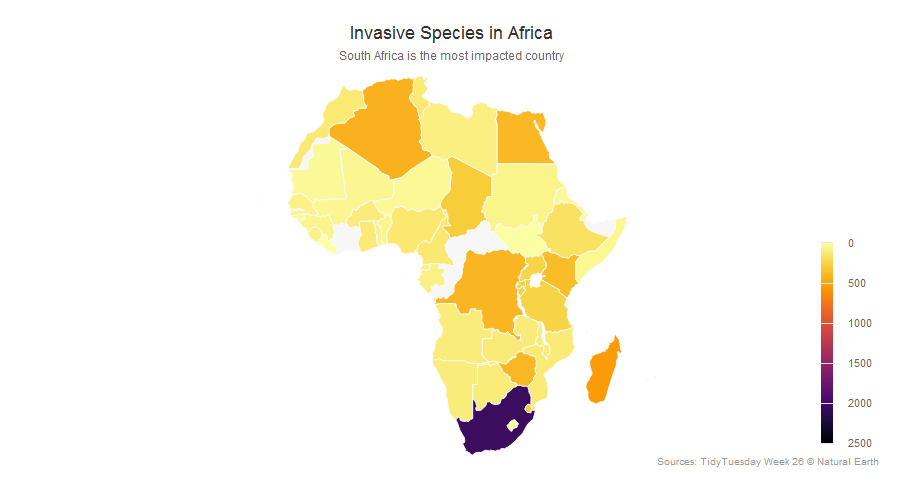 Invasive Species in Africa
South Africa is the most impacted country
0
500
1000
1500
2000
2500
Sources: TidyTuesday Week 26 © Natural Earth